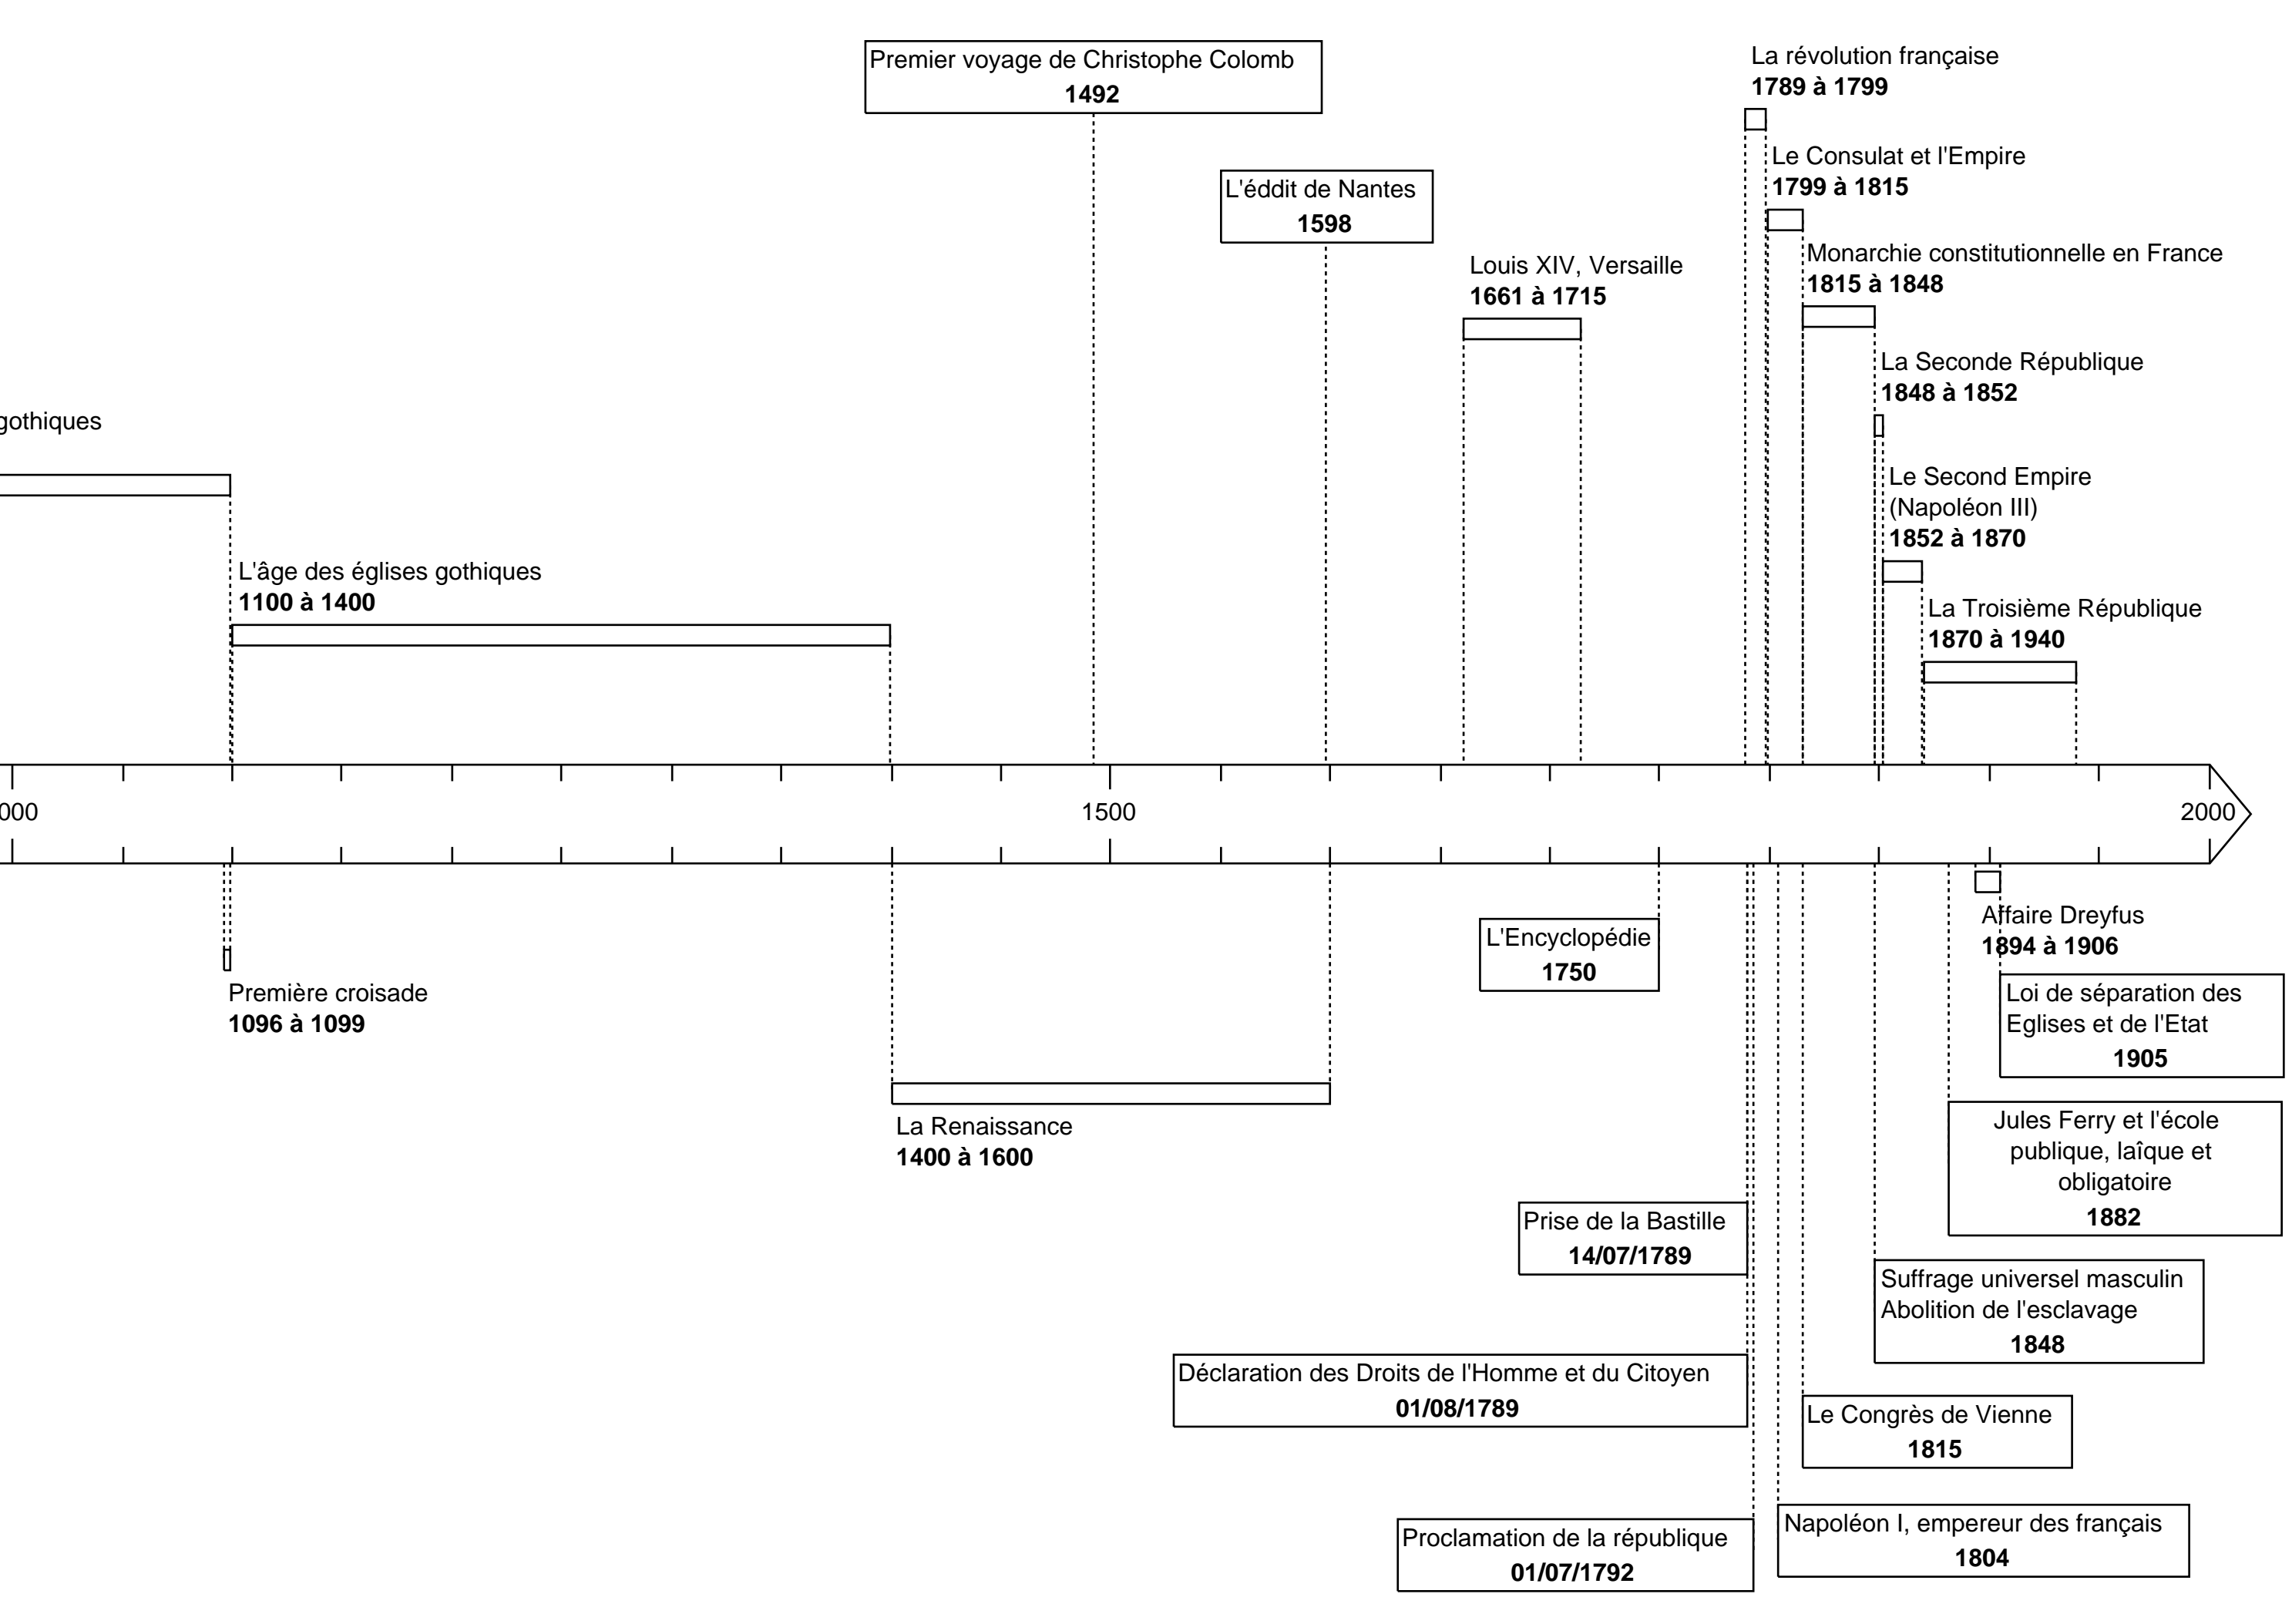 Premier voyage de Christophe Colomb
1492
La révolution française
1789 à 1799
Le Consulat et l'Empire
1799 à 1815
L'éddit de Nantes
1598
Monarchie constitutionnelle en France
1815 à 1848
Louis XIV, Versaille
1661 à 1715
La Seconde République
1848 à 1852
gothiques
Le Second Empire
(Napoléon III)
1852 à 1870
L'âge des églises gothiques
1100 à 1400
La Troisième République
1870 à 1940
000
1500
2000
Affaire Dreyfus
1894 à 1906
L'Encyclopédie
1750
Première croisade
1096 à 1099
Loi de séparation des
Eglises et de l'Etat
1905
La Renaissance
1400 à 1600
Jules Ferry et l'école
publique, laîque et
obligatoire
1882
Prise de la Bastille
14/07/1789
Suffrage universel masculin
Abolition de l'esclavage
1848
Déclaration des Droits de l'Homme et du Citoyen
01/08/1789
Le Congrès de Vienne
1815
Proclamation de la république
01/07/1792
Napoléon I, empereur des français
1804